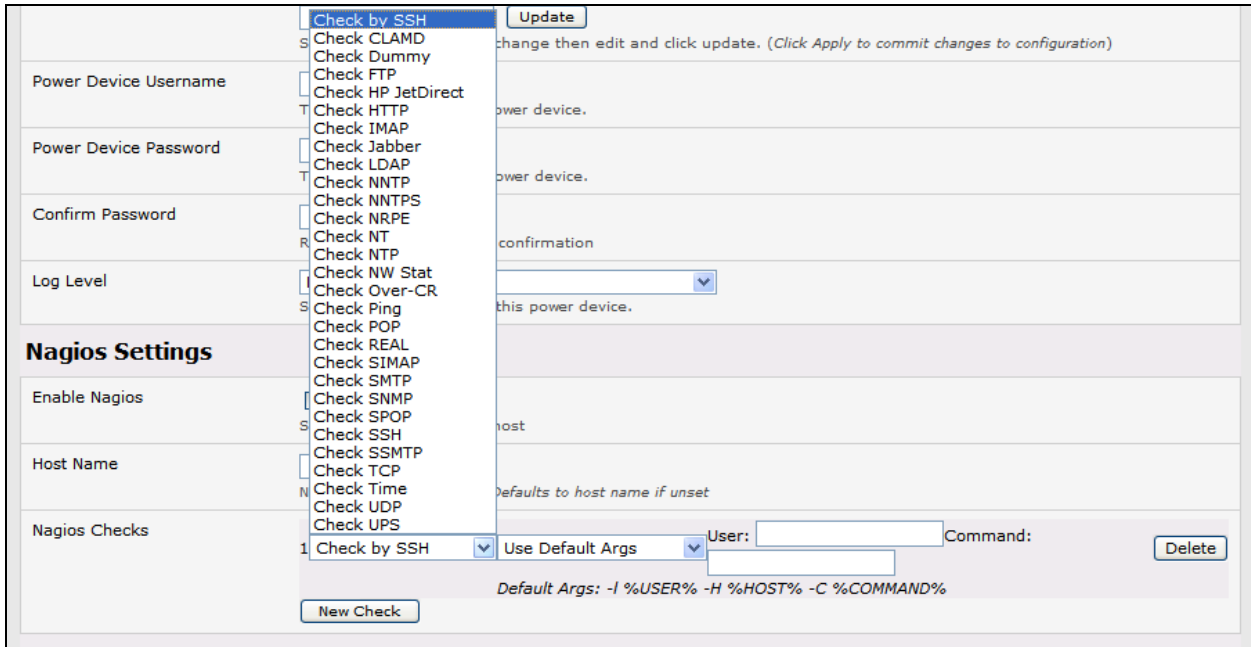 Check by SSH
Check CLAMD
Check Dummy
Check FTP
Check HP JetDirect
Check HTTP
Check IMAP
Check Jabber
Check LDAP
Check NNTP
Check NNTPS
Check NRPE
Check NT
Check NTP
Check NW Stat
Check Over-CR
Check Ping
Check POP
Check REAL
Check SIMAP
Check SMTP
Check SNMP
Check SPOP
Check SSH
Check SSMTP
Check TCP
Check Time
Check UDP
Check UPS
Update
change then edit and click update. (Click Apply to commit changes to configuration)
Power Device Username
power device.
Power Device Password
power device.
Confirm Password
confirmation
Log Level
this power device.
Nagios Settings
Enable Nagios
host
Host Name
Defaults to host name if unset
Nagios Checks
1 Check by SSH Use Default Args User: Command: Delete
Default Args: -l %USER% -H %HOST% -C %COMMAND%
New Check